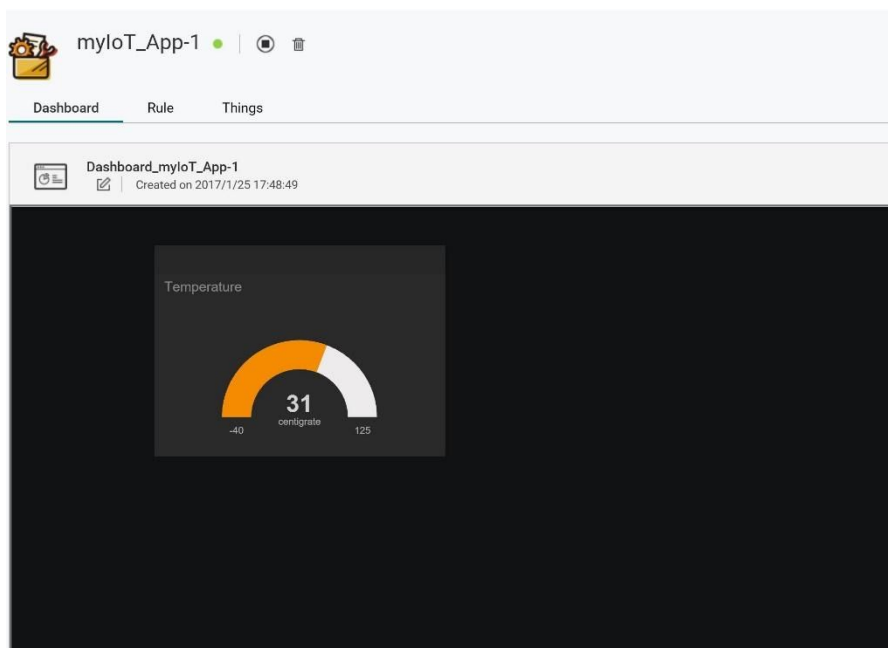 myIoT_App-1
Dashboard Rule Things
Dashboard_myIoT_App-1
Created on 2017/1/25 17:48:49
Temperature
31
centigrate
-40 125